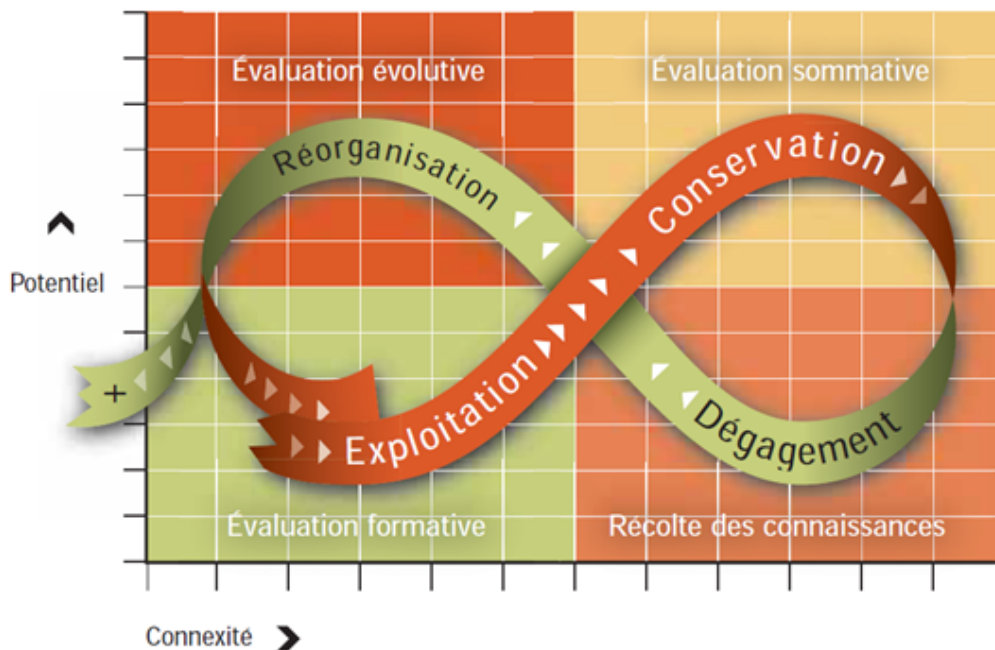 Évaluation évolutive
Évaluation sommative
Réorganisation
Conservation
Potentiel
+
Exploitation
Dégagement
Évaluation formative
Récolte des connaissances
Connexité